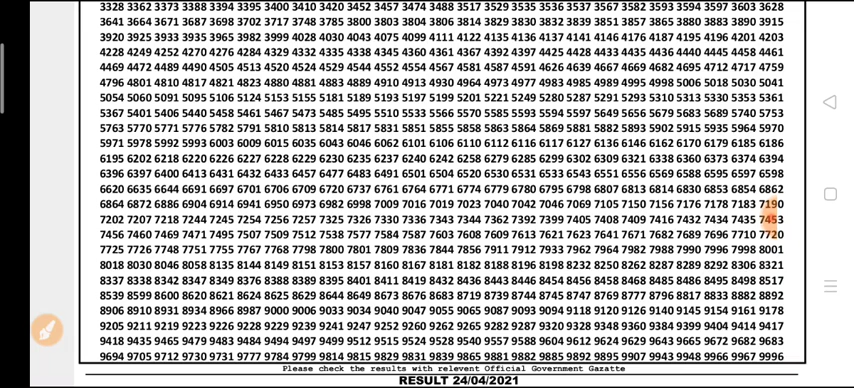 3328 3362 3373 3388 3394 3395 3400 3410 3420 3452 3457 3474 3488 3517 3529 3535 3536 3537 3567 3582 3593 3594 3597 3603 3628
3641 3664 3671 3687 3698 3702 3717 3748 3785 3800 3803 3804 3806 3814 3829 3830 3832 3839 3851 3857 3865 3880 3883 3890 3915
3920 3925 3933 3935 3965 3982 3999 4028 4030 4043 4075 4099 4111 4122 4135 4136 4137 4141 4146 4176 4187 4195 4196 4201 4203
4228 4249 4252 4270 4276 4284 4329 4332 4335 4338 4345 4360 4361 4367 4392 4397 4425 4428 4433 4435 4436 4440 4445 4458 4461
4469 4472 4489 4490 4505 4513 4520 4524 4529 4544 4552 4554 4567 4581 4587 4591 4626 4639 4667 4669 4682 4695 4712 4717 4759
4796 4801 4810 4817 4821 4823 4880 4881 4883 4889 4910 4913 4930 4964 4973 4977 4983 4985 4989 4995 4998 5006 5018 5030 5041
5054 5060 5091 5095 5106 5124 5153 5155 5181 5189 5193 5197 5199 5201 5221 5249 5280 5287 5291 5293 5310 5313 5330 5353 5361
5367 5401 5406 5440 5458 5461 5467 5473 5485 5495 5510 5533 5566 5570 5585 5593 5594 5597 5649 5656 5679 5683 5689 5740 5753
5763 5770 5771 5776 5782 5791 5810 5813 5814 5817 5831 5851 5855 5858 5863 5864 5869 5881 5882 5893 5902 5915 5935 5964 5970
5971 5978 5992 5993 6003 6009 6015 6035 6043 6046 6062 6101 6106 6110 6112 6116 6117 6127 6136 6146 6162 6170 6179 6185 6186
6195 6202 6218 6220 6226 6227 6228 6229 6230 6235 6237 6240 6242 6258 6279 6285 6299 6302 6309 6321 6338 6360 6373 6374 6394
6396 6397 6400 6413 6431 6432 6433 6457 6477 6483 6491 6501 6504 6520 6530 6531 6533 6543 6551 6556 6569 6588 6595 6597 6598
6620 6635 6644 6691 6697 6701 6706 6709 6720 6737 6761 6764 6771 6774 6779 6780 6795 6798 6807 6813 6814 6830 6853 6854 6862
6864 6872 6886 6904 6914 6941 6950 6973 6982 6998 7009 7016 7019 7023 7040 7042 7046 7069 7105 7150 7156 7176 7178 7183 7190
7202 7207 7218 7244 7245 7254 7256 7257 7325 7326 7330 7336 7343 7344 7362 7392 7399 7405 7408 7409 7416 7432 7434 7435 7453
7456 7460 7469 7471 7495 7507 7509 7512 7538 7577 7584 7587 7603 7608 7609 7613 7621 7623 7641 7671 7682 7689 7696 7710 7720
7725 7726 7748 7751 7755 7767 7768 7798 7800 7801 7809 7836 7844 7856 7911 7912 7933 7962 7964 7982 7988 7990 7996 7998 8001
8018 8030 8046 8058 8135 8144 8149 8151 8153 8157 8160 8167 8181 8182 8188 8196 8198 8232 8250 8262 8287 8289 8292 8306 8321
8337 8338 8342 8347 8349 8376 8388 8389 8395 8401 8411 8419 8432 8436 8443 8446 8454 8456 8458 8468 8485 8486 8495 8498 8517
8539 8599 8600 8620 8621 8624 8625 8629 8644 8649 8673 8676 8683 8719 8739 8744 8745 8747 8769 8777 8796 8817 8833 8882 8892
8906 8910 8931 8934 8966 8987 9000 9006 9033 9034 9040 9047 9055 9065 9087 9093 9094 9118 9120 9126 9140 9145 9154 9161 9178
9205 9211 9219 9223 9226 9228 9229 9239 9241 9247 9252 9260 9262 9265 9282 9287 9320 9328 9348 9360 9384 9399 9404 9414 9417
9418 9435 9465 9479 9483 9484 9494 9497 9499 9512 9515 9524 9528 9540 9557 9588 9604 9612 9624 9629 9643 9665 9672 9682 9683
9694 9705 9712 9730 9731 9777 9784 9799 9814 9815 9829 9831 9839 9865 9881 9882 9885 9892 9895 9907 9943 9948 9966 9967 9996
Please check the results with relevent Official Government Gazatte
RESULT 24/04/2021